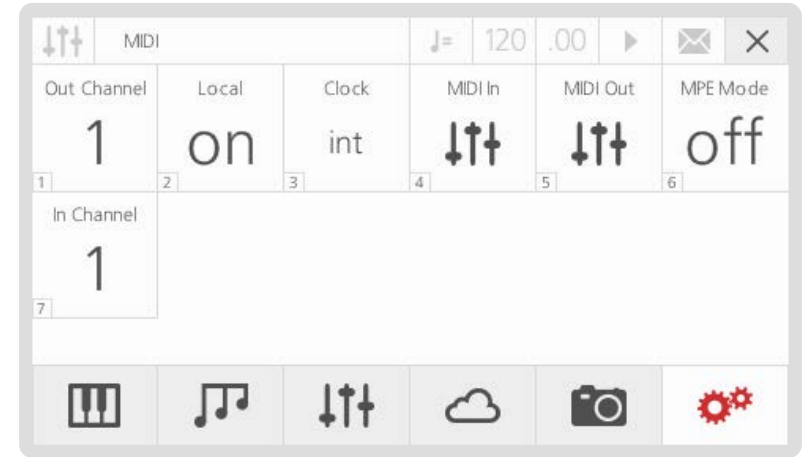 MIDI ♩= 120 .00
Out Channel Local Clock MIDI In MIDI Out MPE Mode
1 on int off
1 2 3 4 5 6
In Channel
1
7